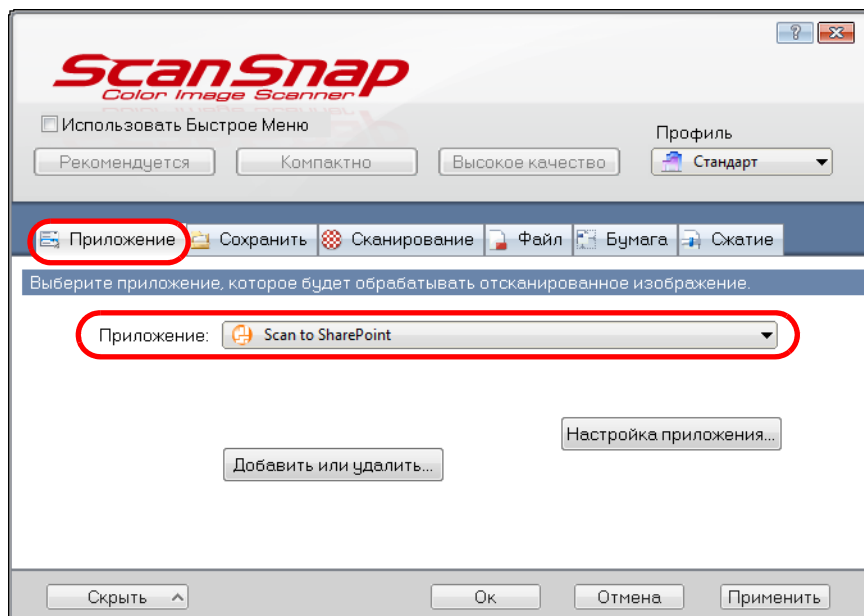 ScanSnap
Color Image Scanner
Использовать Быстрое Меню
Профиль
Рекомендуется Компактно Высокое качество Стандарт
Приложение Сохранить Сканирование Файл Бумага Сжатие
Выберите приложение, которое будет обрабатывать отсканированное изображение.
Приложение: Scan to SharePoint
Настройка приложения...
Добавить или удалить...
Скрыть Ок Отмена Применить